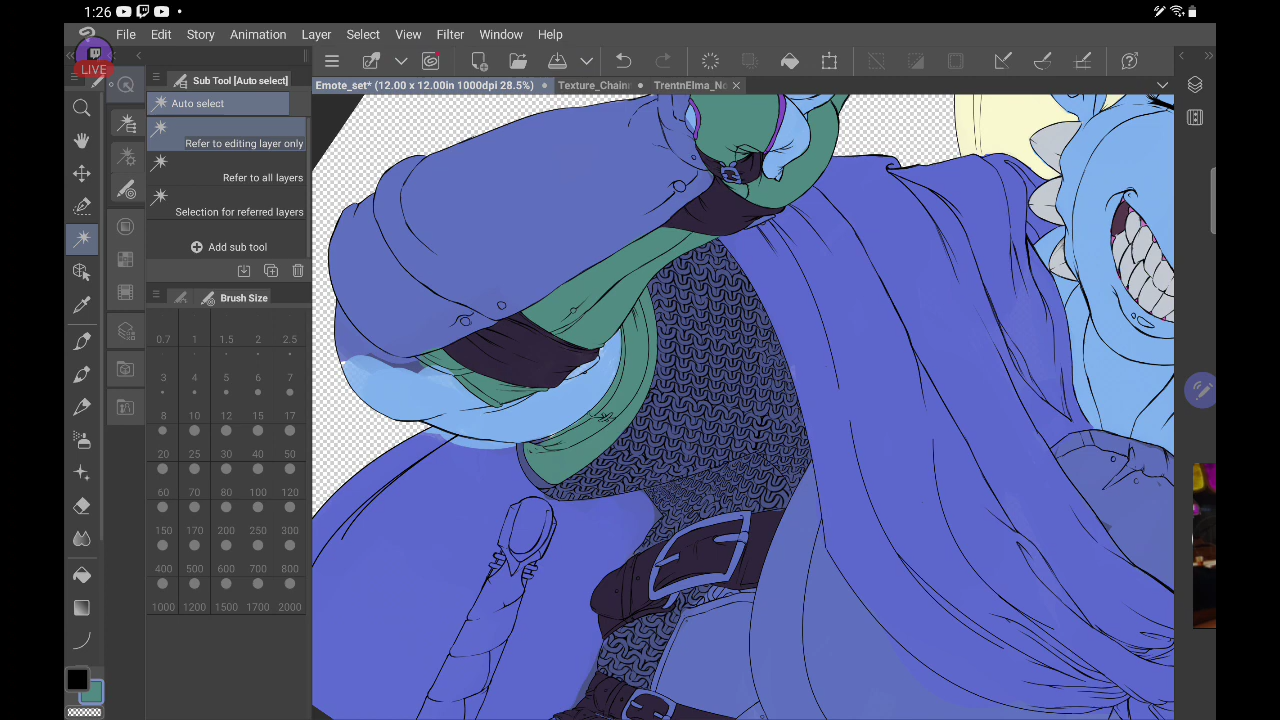 1:26
LIVE
File Edit Story Animation Layer Select View Filter Window Help
Sub Tool [Auto select]
Auto select
Refer to editing layer only
Refer to all layers
Selection for referred layers
Add sub tool
Brush Size
0.7 1 1.5 2 2.5
3 4 5 6 7
8 10 12 15 17
20 25 30 40 50
60 70 80 100 120
150 170 200 250 300
400 500 600 700 800
1000 1200 1500 1700 2000
Emote_set* (12.00 x 12.00in 1000dpi 28.5%) Texture_Chain TrentnElma_No